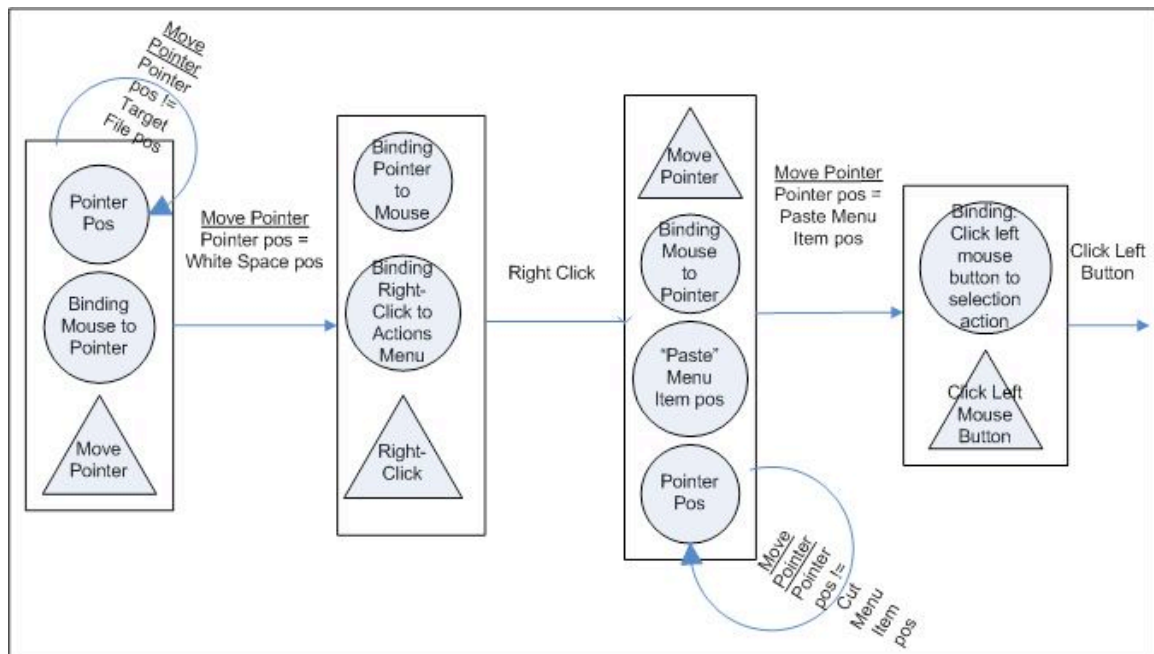 Move
Pointer
Pointer
pos !=
Target
File pos
Pointer
Pos
Binding
Mouse to
Pointer
Move
Pointer
Move Pointer
Pointer pos =
White Space pos
Binding
Pointer
to
Mouse
Binding
Right-
Click to
Actions
Menu
Right-
Click
Right Click
Move
Pointer
Binding
Mouse
to
Pointer
"Paste"
Menu
Item pos
Pointer
Pos
Move
Pointer
Pointer
pos !=
Cut
Menu
Item
pos
Move Pointer
Pointer pos =
Paste Menu
Item pos
Binding:
Click left
mouse
button to
selection
action
Click Left
Mouse
Button
Click Left
Button